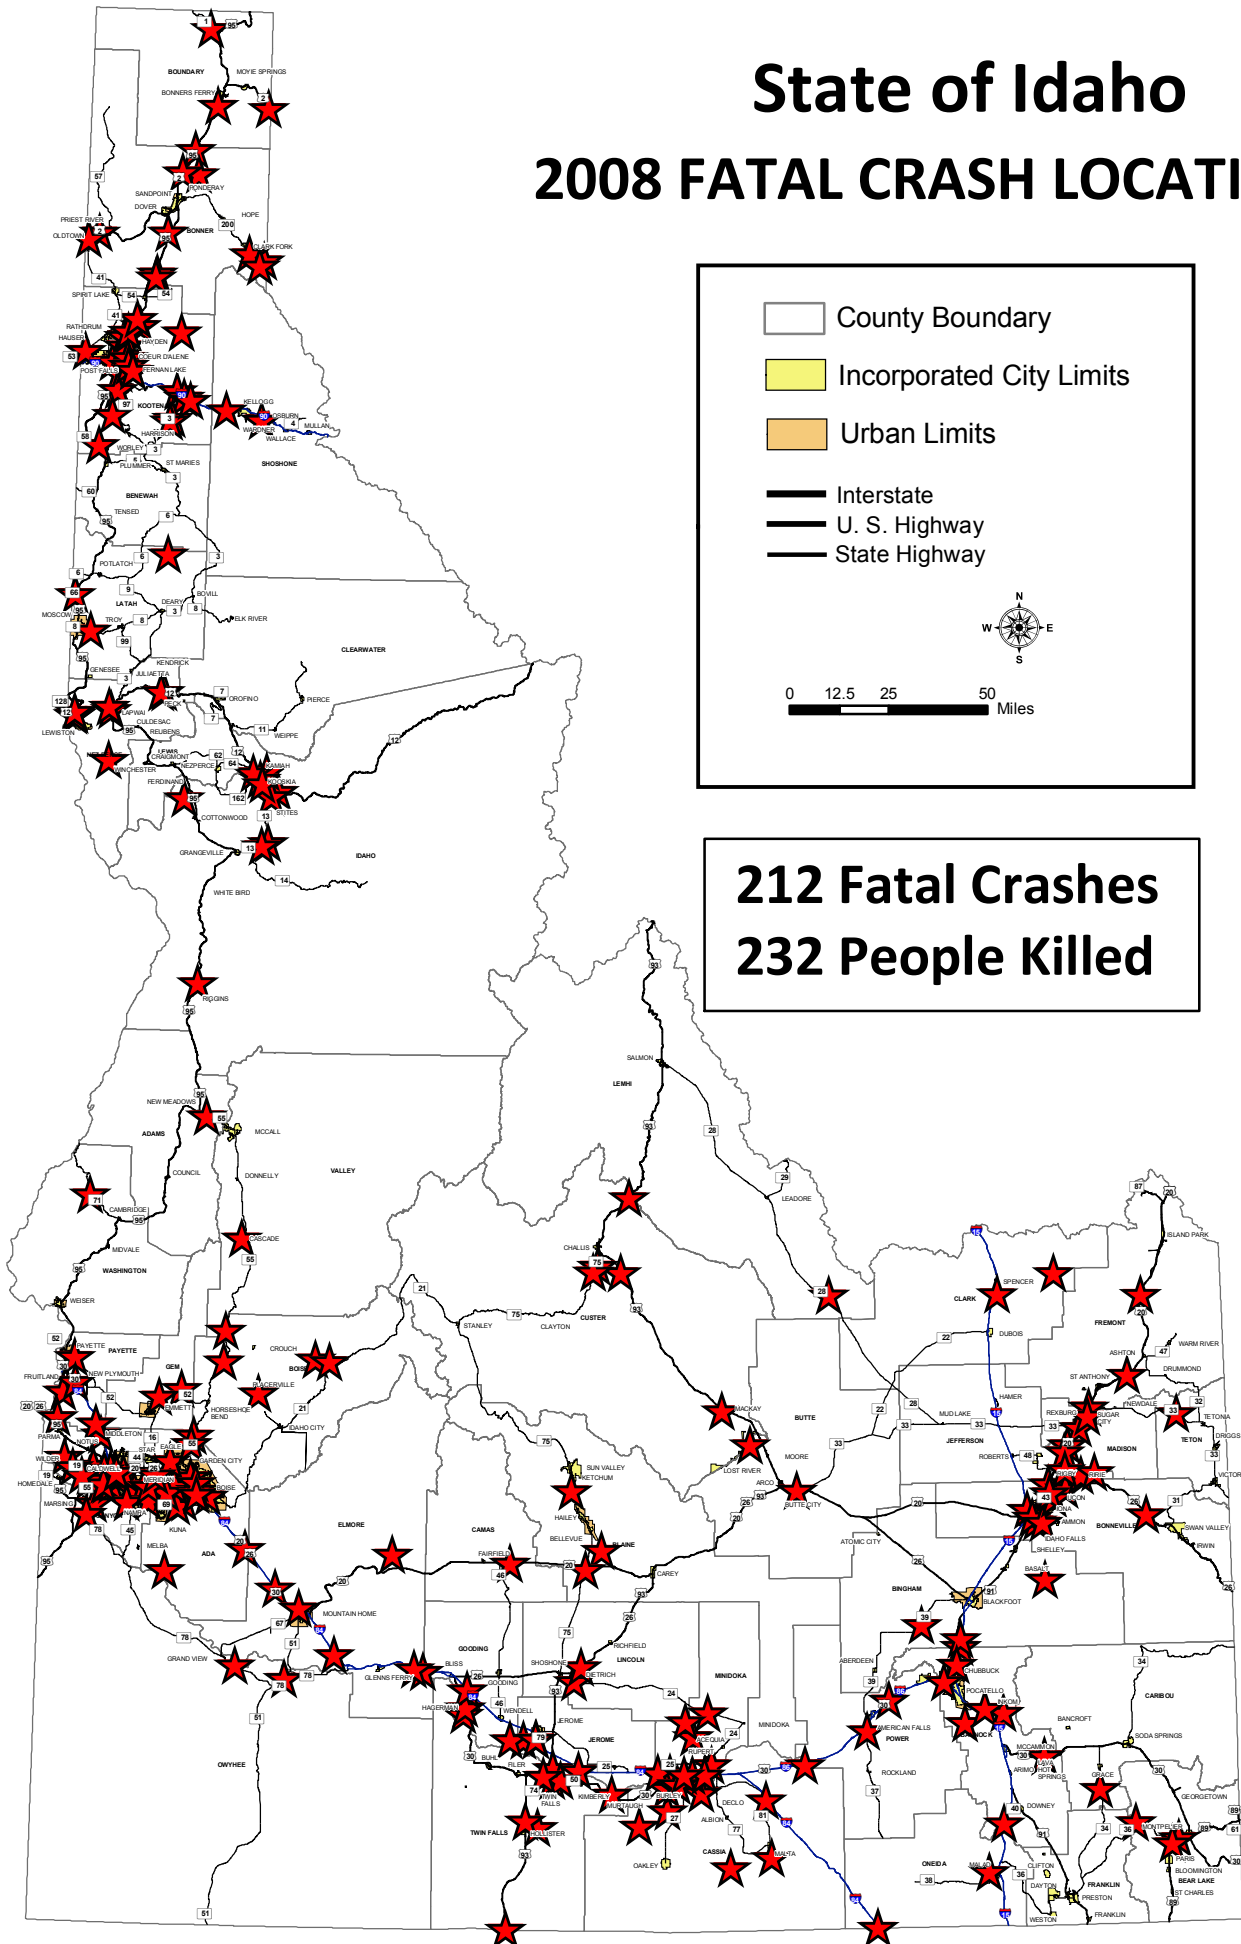 State of Idaho
2008 FATAL CRASH LOCATI
County Boundary
Incorporated City Limits
Urban Limits
Interstate
U. S. Highway
State Highway
N
W E
S
0 12.5 25 50
Miles
212 Fatal Crashes
232 People Killed
BOUNDARY
MOYIE SPRINGS
BONNERS FERRY
PONDERAY
SANDPOINT
DOVER
HOPE
PRIEST RIVER
OLDTOWN
BONNER
CLARK FORK
SPIRIT LAKE
RATHDRUM
HAUSER
HAYDEN
COEUR D'ALENE
POST FALLS
FERNAN LAKE
KELLOGG
OSBURN
WARDNER
MULLAN
WALLACE
HARRISON
WORLEY
PLUMMER
ST MARIES
SHOSHONE
BENEWAH
TENSED
POTLATCH
BOVILL
DEARY
LATAH
MOSCOW
TROY
ELK RIVER
CLEARWATER
KENDRICK
GENESEE
JULIAETTA
OROFINO
PIERCE
PECK
LAPWAI
LEWISTON
CULDESAC
REUBENS
WEIPPE
LEWIS
CRAIGMONT
NEZPERCE
KAMIAH
WINCHESTER
FERDINAND
KOOSKIA
STITES
COTTONWOOD
GRANGEVILLE
IDAHO
WHITE BIRD
RIGGINS
SALMON
LEMHI
NEW MEADOWS
ADAMS
MCCALL
COUNCIL
DONNELLY
VALLEY
LEADORE
CAMBRIDGE
MIDVALE
WASHINGTON
CASCADE
CHALLIS
ISLAND PARK
WEISER
STANLEY
CLAYTON
CUSTER
SPENCER
CLARK
FREMONT
DUBOIS
WARM RIVER
PAYETTE
PAYETTE
GEM
CROUCH
BOISE
ASHTON
DRUMMOND
FRUITLAND
NEW PLYMOUTH
PLACERVILLE
ST ANTHONY
EMMETT
HORSESHOE
BEND
IDAHO CITY
HAMER
REXBURG
NEWDALE
SUGAR
CITY
TETONIA
MACKAY
BUTTE
MUD LAKE
PARMA
NOTUS
MIDDLETON
STAR
EAGLE
GARDEN CITY
MOORE
JEFFERSON
MADISON
TETON
DRIGGS
WILDER
CALDWELL
MERIDIAN
BOISE
SUN VALLEY
KETCHUM
LOST RIVER
ARCO
ROBERTS
RIGBY
RIRIE
VICTOR
HOMEDALE
MARSING
NAMPA
KUNA
HAILEY
BUTTE CITY
UCON
IONA
AMMON
IDAHO FALLS
BONNEVILLE
SWAN VALLEY
IRWIN
MELBA
ADA
ELMORE
CAMAS
FAIRFIELD
BELLEVUE
BLAINE
CAREY
ATOMIC CITY
SHELLEY
BASALT
BINGHAM
BLACKFOOT
MOUNTAIN HOME
GRAND VIEW
GLENNS FERRY
GOODING
BLISS
GOODING
SHOSHONE
RICHFIELD
LINCOLN
DIETRICH
MINIDOKA
ABERDEEN
CHUBBUCK
POCATELLO
INKOM
CARIBOU
BANCROFT
SODA SPRINGS
HAGERMAN
WENDELL
JEROME
JEROME
ACEQUIA
MINIDOKA
AMERICAN FALLS
POWER
MCCAMMON
ARIMO
LAVA
HOT
SPRINGS
GRACE
GEORGETOWN
BUHL
FILER
TWIN
FALLS
KIMBERLY
MURTAUGH
RUPERT
BURLEY
DECLO
ALBION
ROCKLAND
DOWNEY
OWYHEE
TWIN FALLS
HOLLISTER
OAKLEY
CASSIA
MALTA
ONEIDA
MALAD
CLIFTON
DAYTON
WESTON
FRANKLIN
PRESTON
FRANKLIN
MONTPELIER
PARIS
BLOOMINGTON
BEAR LAKE
ST CHARLES